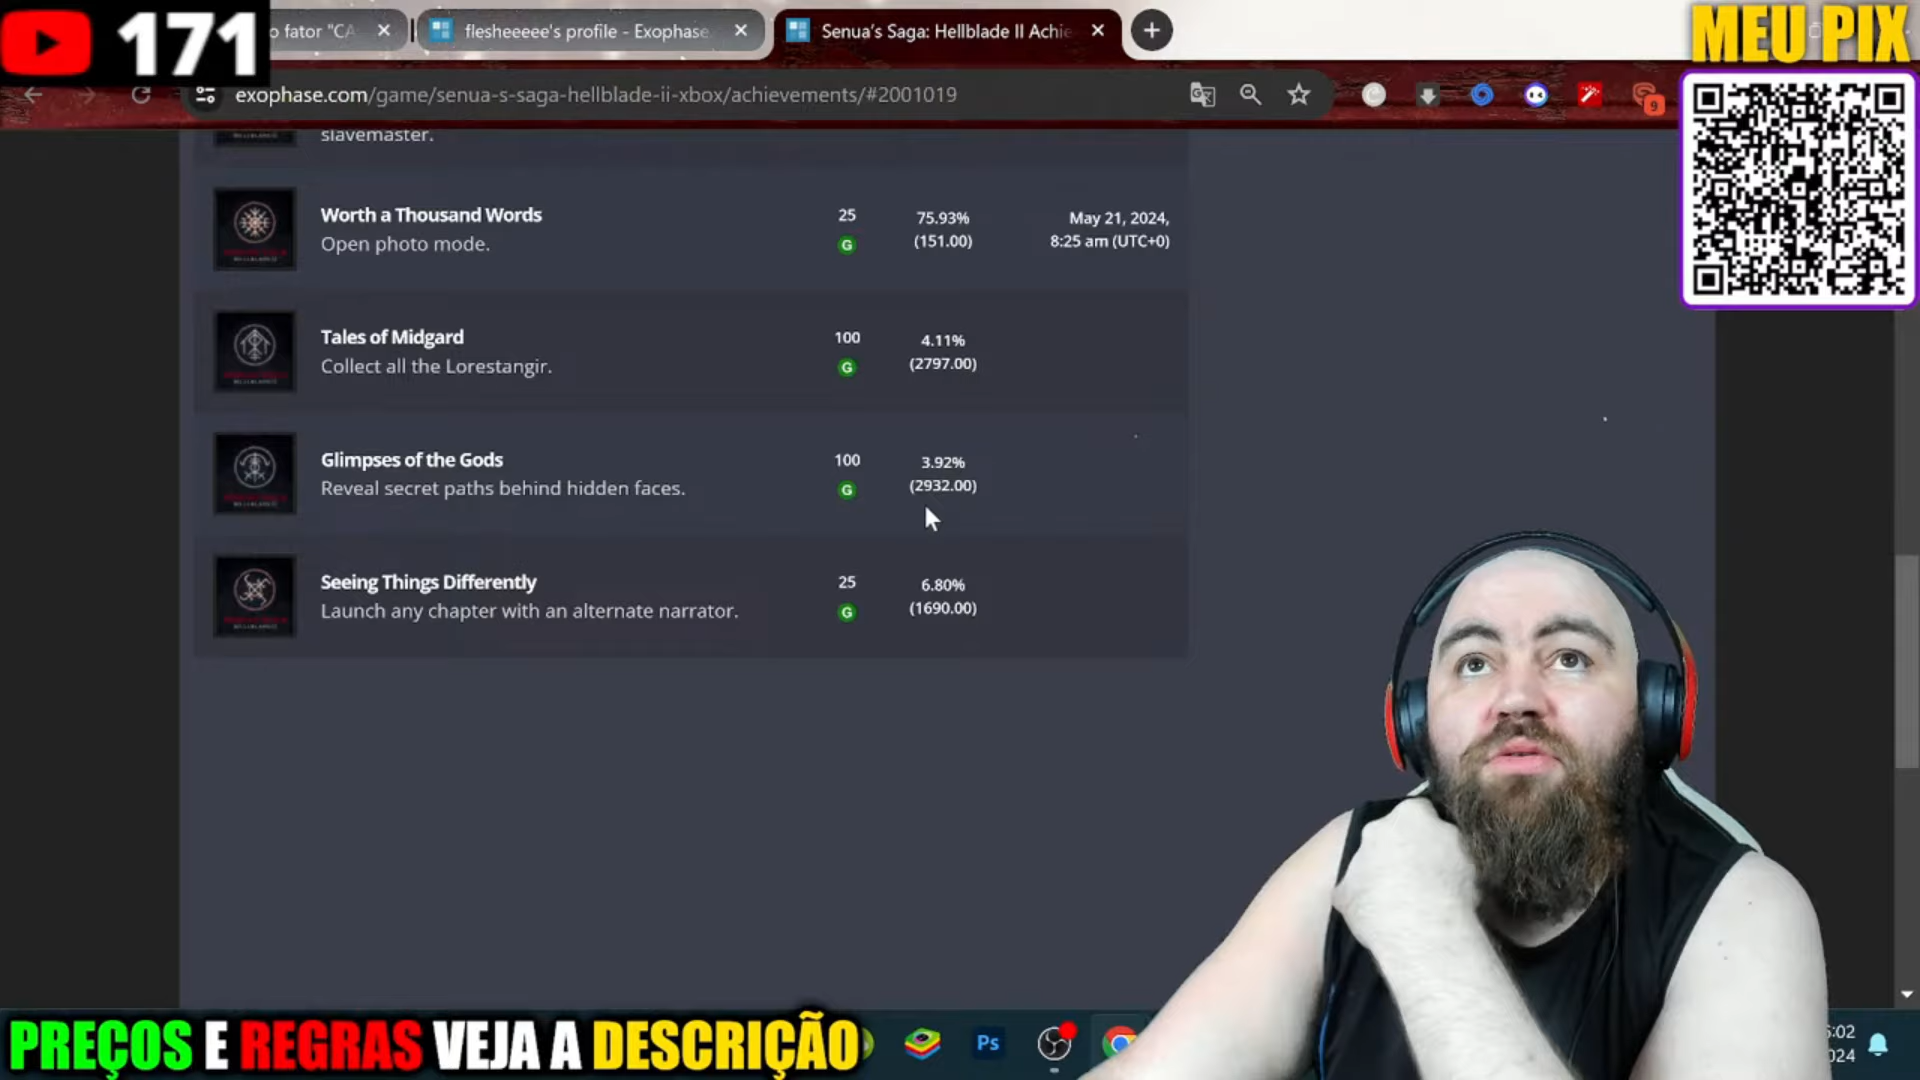 171
o fator "CA
flesheeeee's profile - Exophase
Senua's Saga: Hellblade II Achie
MEU PIX
exophase.com/game/senua-s-saga-hellblade-ii-xbox/achievements/#2001019
9
slavemaster.
Worth a Thousand Words
25
75.93%
May 21, 2024,
Open photo mode.
G
(151.00)
8:25 am (UTC+0)
Tales of Midgard
100
4.11%
Collect all the Lorestangir.
G
(2797.00)
Glimpses of the Gods
100
3.92%
Reveal secret paths behind hidden faces.
G
(2932.00)
Seeing Things Differently
25
6.80%
Launch any chapter with an alternate narrator.
G
(1690.00)
PREÇOS E REGRAS VEJA A DESCRIÇÃO
Ps
:02
024